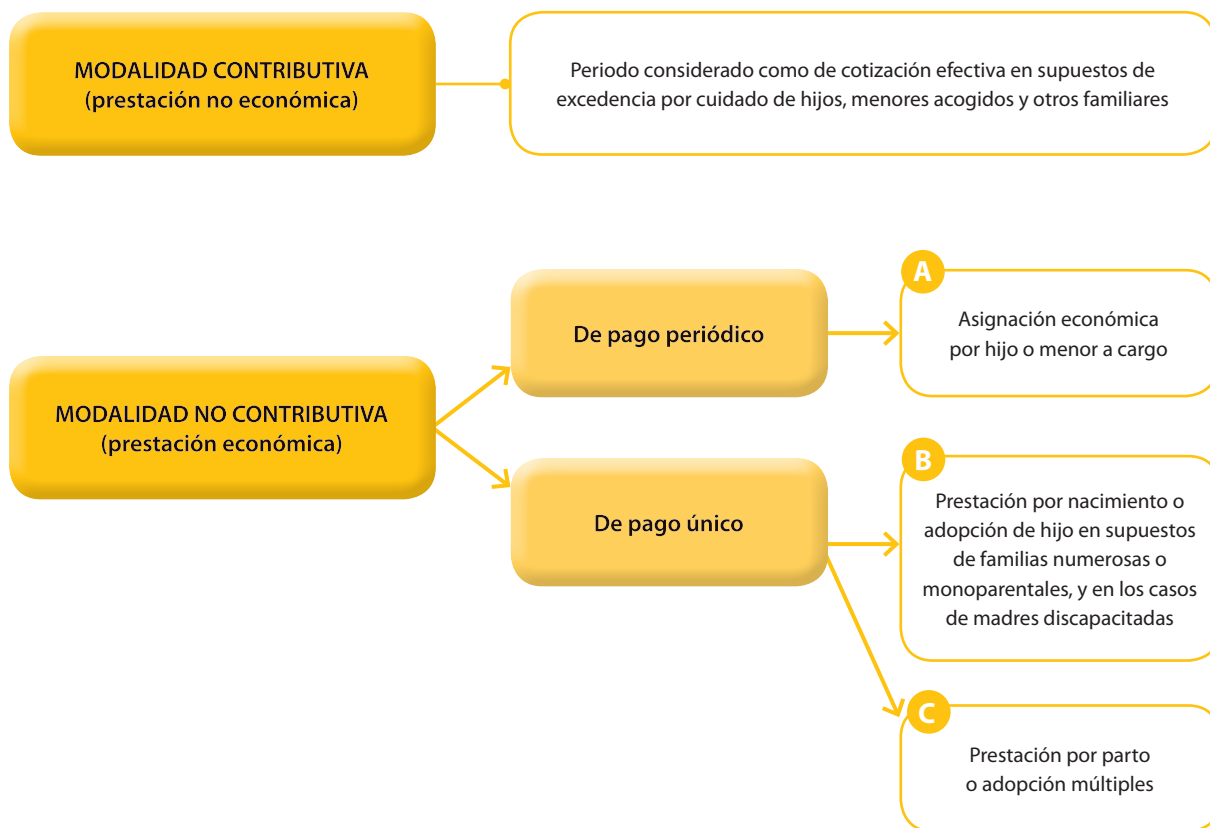 MODALIDAD CONTRIBUTIVA
(prestación no económica)
Periodo considerado como de cotización efectiva en supuestos de
excedencia por cuidado de hijos, menores acogidos y otros familiares
MODALIDAD NO CONTRIBUTIVA
(prestación económica)
De pago periódico
A
Asignación económica
por hijo o menor a cargo
De pago único
B
Prestación por nacimiento o
adopción de hijo en supuestos
de familias numerosas o
monoparentales, y en los casos
de madres discapacitadas
C
Prestación por parto
o adopción múltiples